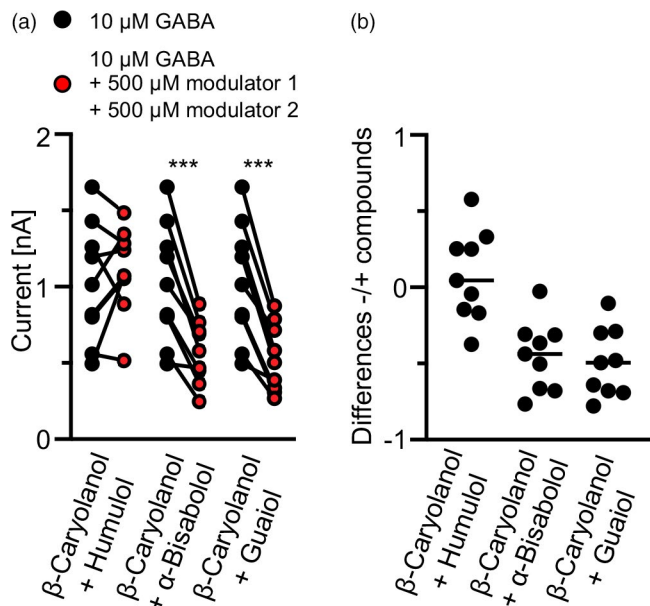 (a)
10 µM GABA
10 µM GABA
+ 500 µM modulator 1
+ 500 µM modulator 2
2
***
***
1
0
Current [nA]
β-Caryolanol
+ Humulol
β-Caryolanol
+ α-Bisabolol
β-Caryolanol
+ Guaiol
(b)
1
0
-1
Differences -/+ compounds
β-Caryolanol
+ Humulol
β-Caryolanol
+ α-Bisabolol
β-Caryolanol
+ Guaiol